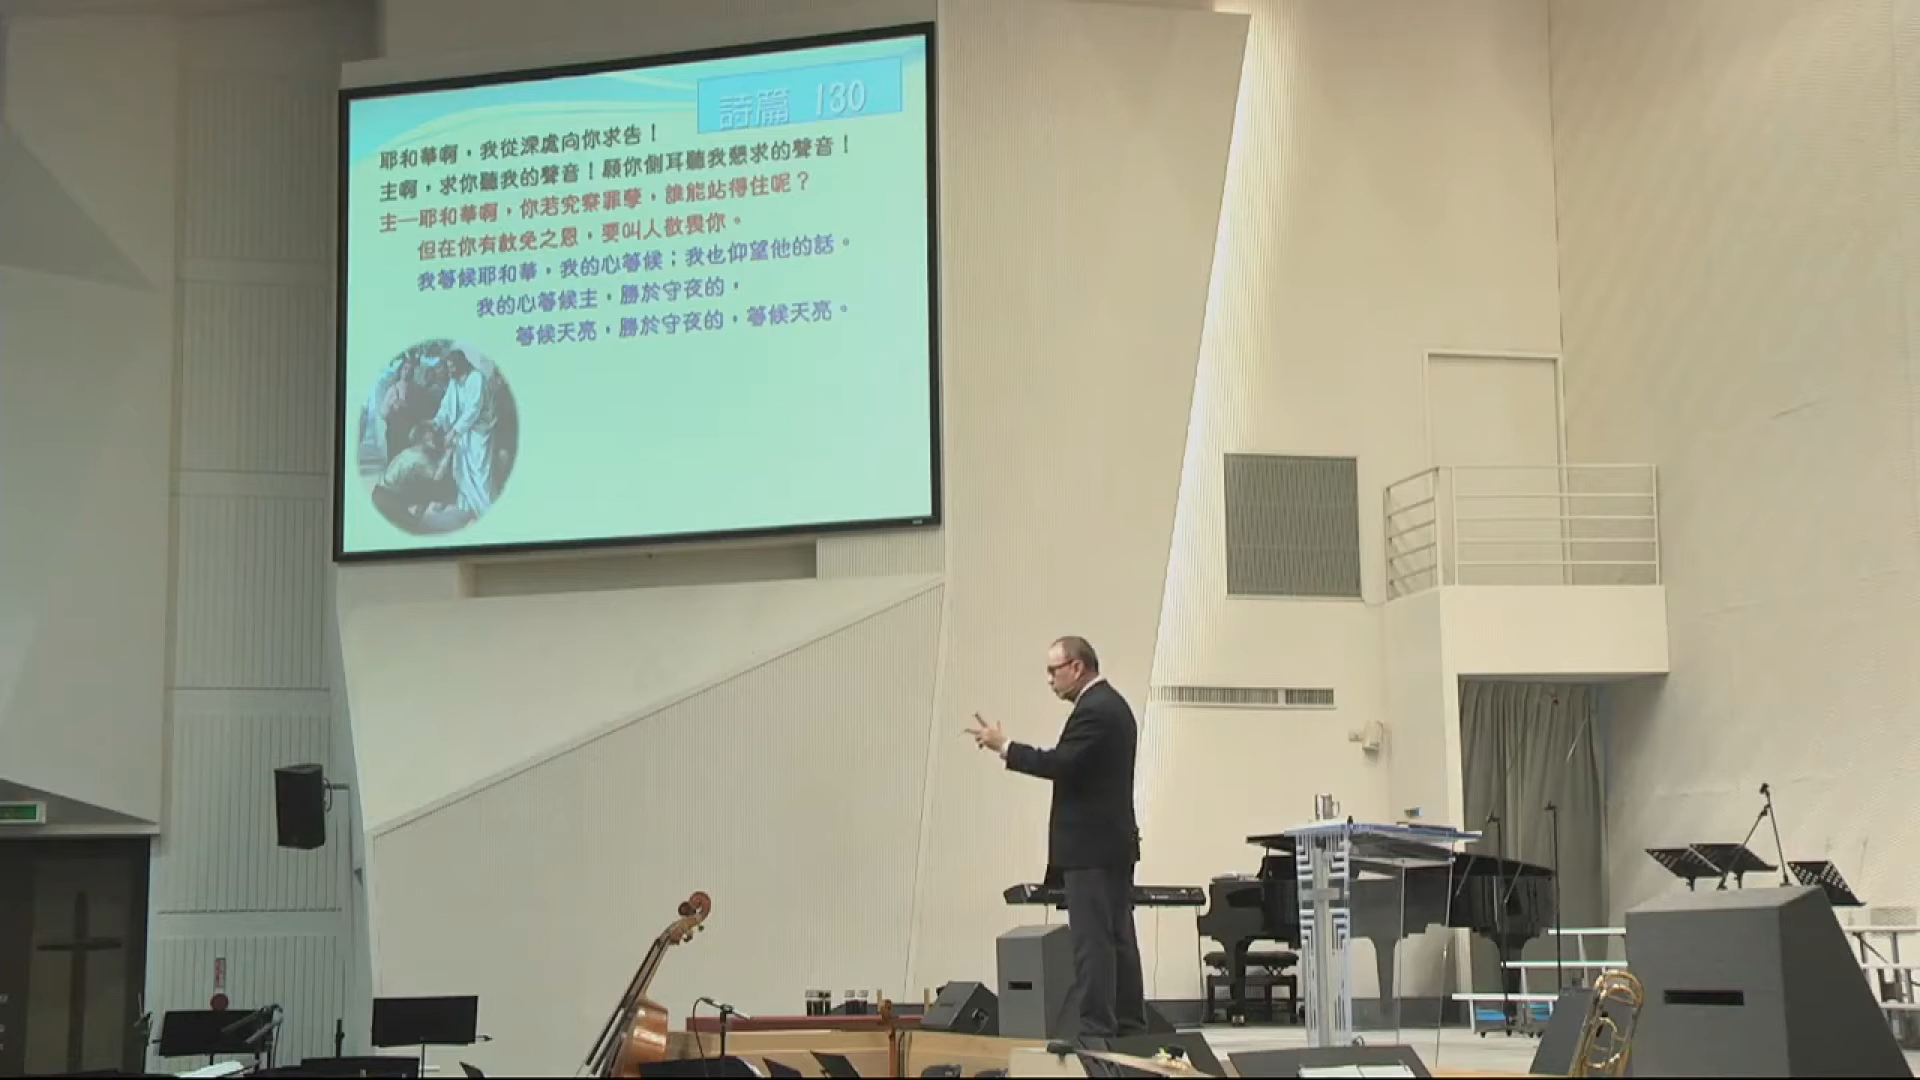 詩篇 130
耶和華啊，我從深處向你求告！
主啊，求你聽我的聲音！願你側耳聽我懇求的聲音！
主—耶和華啊，你若究察罪孽，誰能站得住呢？
但在你有赦免之恩，要叫人敬畏你。
我等候耶和華，我的心等候；我也仰望他的話。
我的心等候主，勝於守夜的，
等候天亮，勝於守夜的，等候天亮。